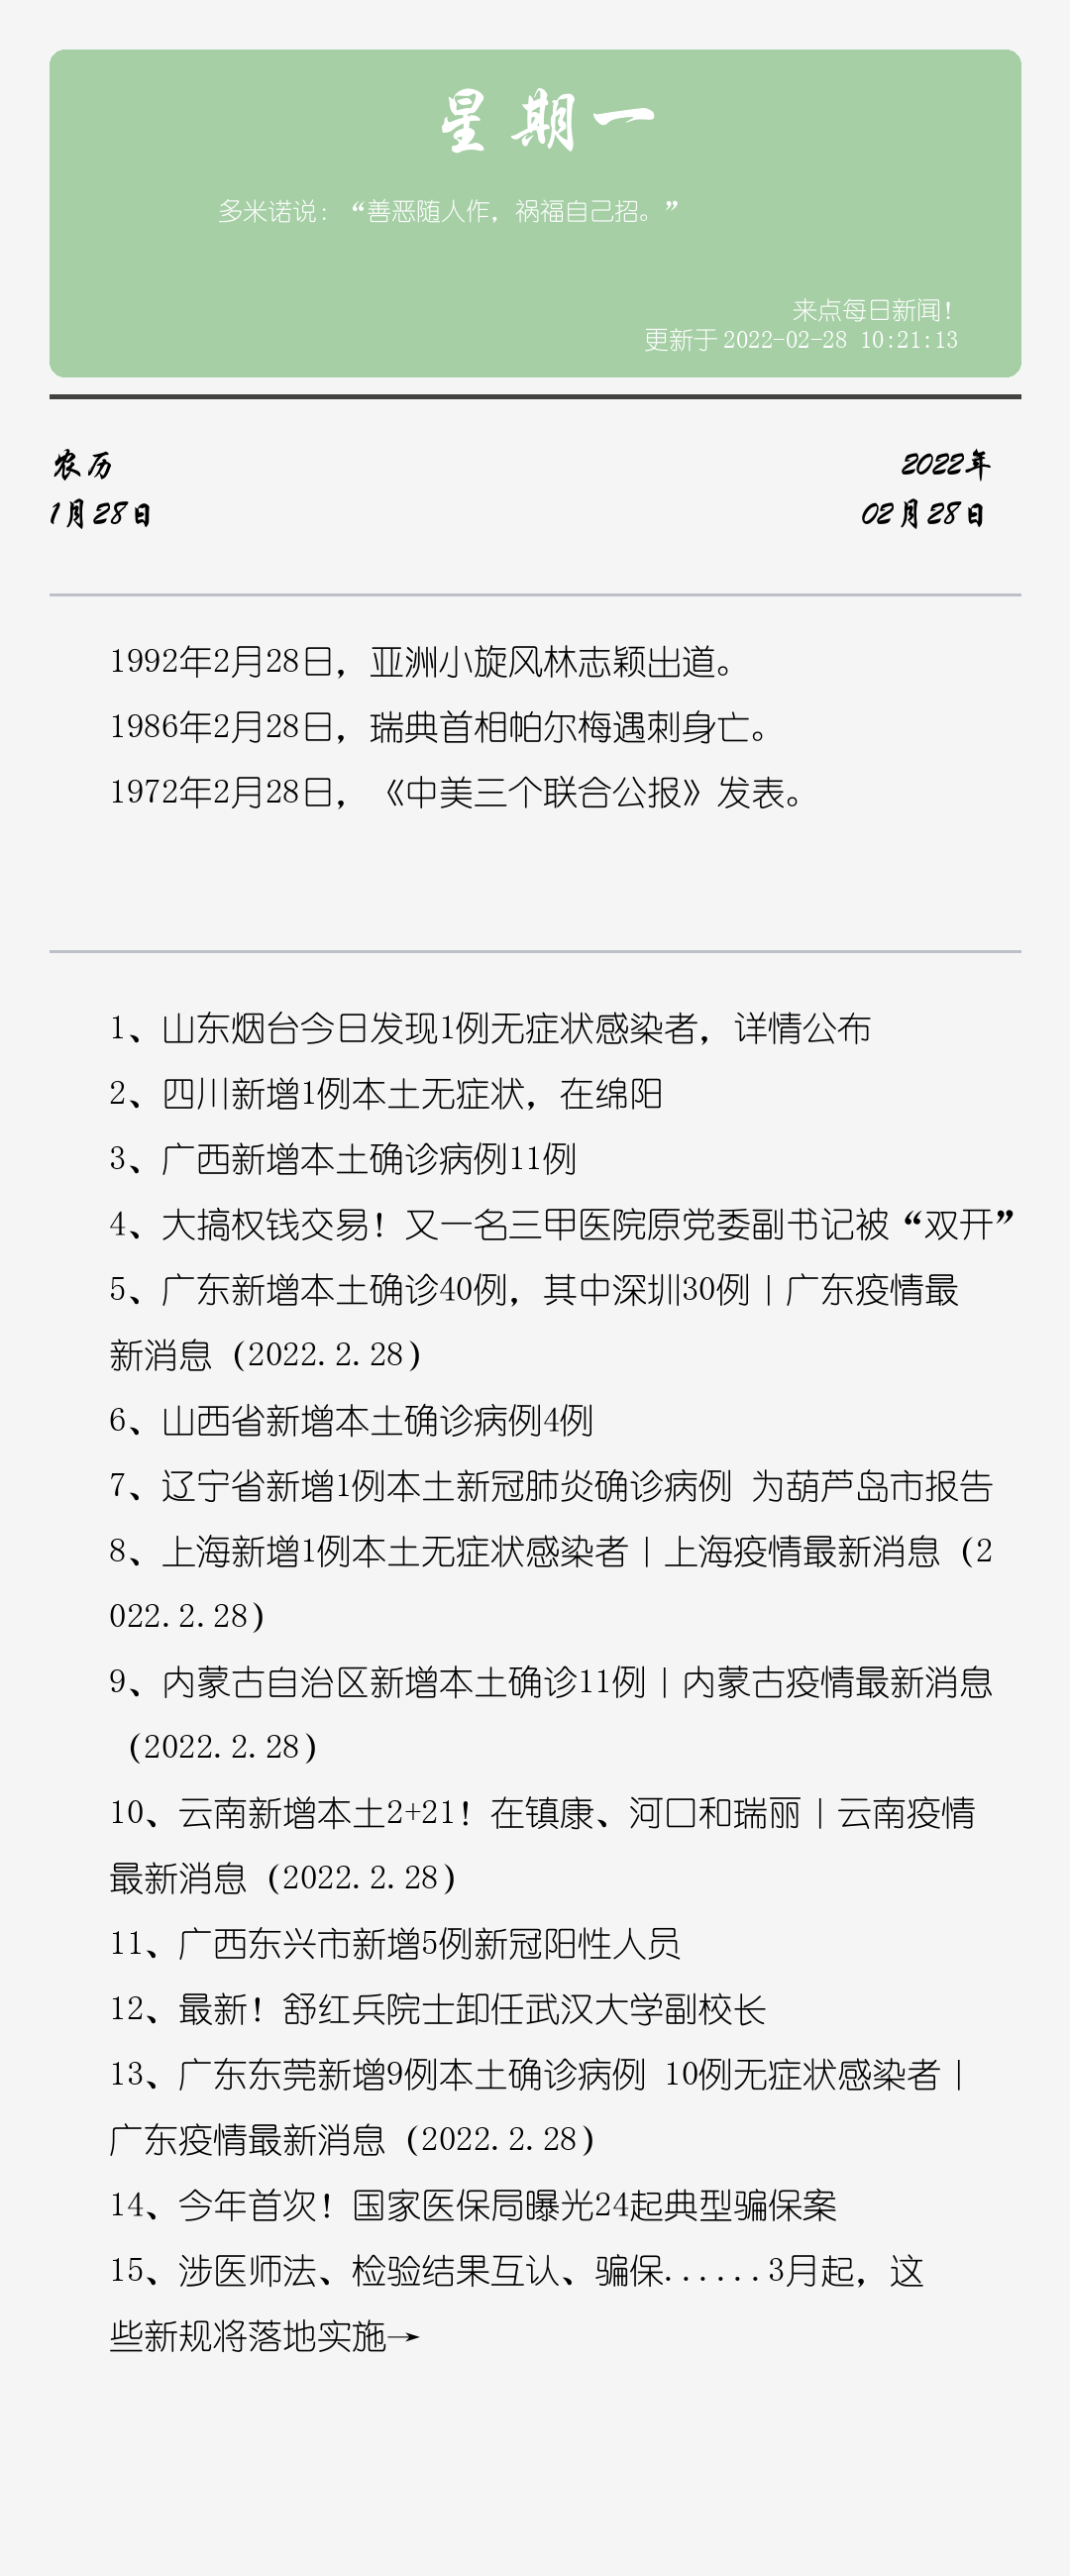 星期一
多米诺说：“善恶随人作，祸福自己招。”
来点每日新闻！
更新于 2022-02-28 10:21:13
农历
2022年
1月28日
02月28日
1992年2月28日，亚洲小旋风林志颖出道。
1986年2月28日，瑞典首相帕尔梅遇刺身亡。
1972年2月28日，《中美三个联合公报》发表。
1、山东烟台今日发现1例无症状感染者，详情公布
2、四川新增1例本土无症状，在绵阳
3、广西新增本土确诊病例11例
4、大搞权钱交易！又一名三甲医院原党委副书记被“双开”
5、广东新增本土确诊40例，其中深圳30例｜广东疫情最
新消息（2022.2.28）
6、山西省新增本土确诊病例4例
7、辽宁省新增1例本土新冠肺炎确诊病例 为葫芦岛市报告
8、上海新增1例本土无症状感染者｜上海疫情最新消息（2
022.2.28）
9、内蒙古自治区新增本土确诊11例｜内蒙古疫情最新消息
（2022.2.28）
10、云南新增本土2+21！在镇康、河口和瑞丽｜云南疫情
最新消息（2022.2.28）
11、广西东兴市新增5例新冠阳性人员
12、最新！舒红兵院士卸任武汉大学副校长
13、广东东莞新增9例本土确诊病例 10例无症状感染者｜
广东疫情最新消息（2022.2.28）
14、今年首次！国家医保局曝光24起典型骗保案
15、涉医师法、检验结果互认、骗保......3月起，这
些新规将落地实施→